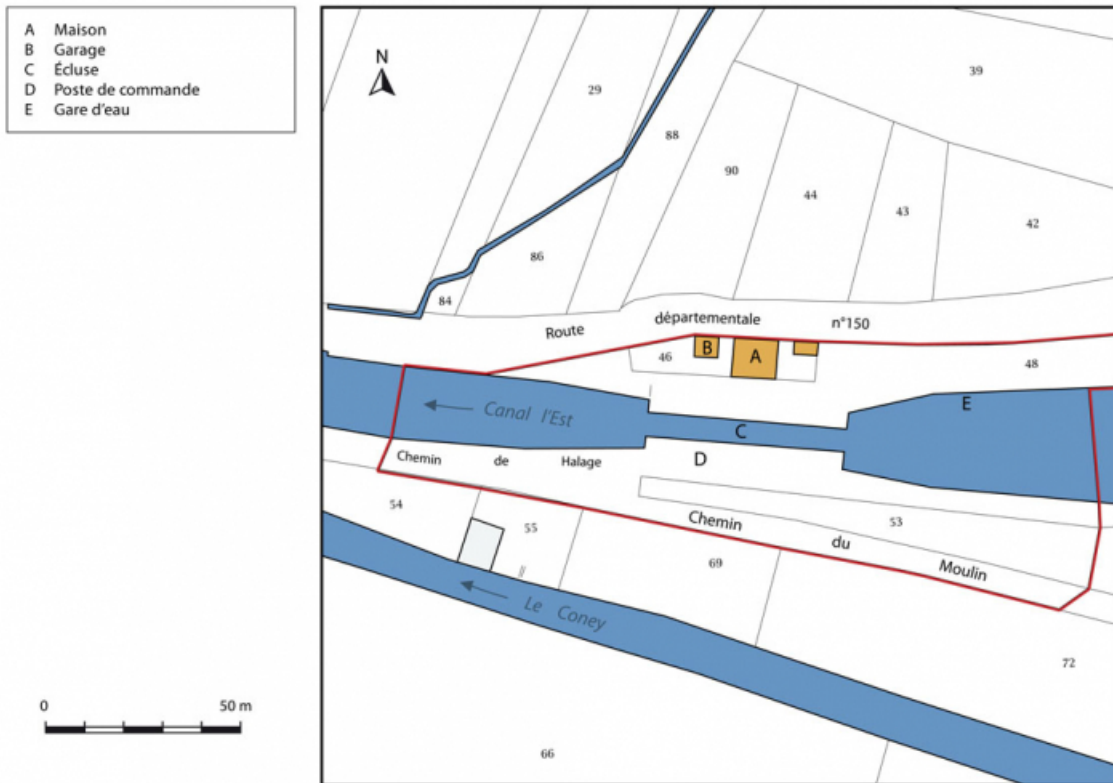 A Maison
B Garage
C Écluse
D Poste de commande
E Gare d'eau
N
39
29
88
90
44
43
42
86
84
Route départementale n°150
46
B
A
48
E
Canal l'Est
C
Chemin de Halage
D
54
55
53
Chemin du Moulin
69
Le Coney
72
66
0 50 m